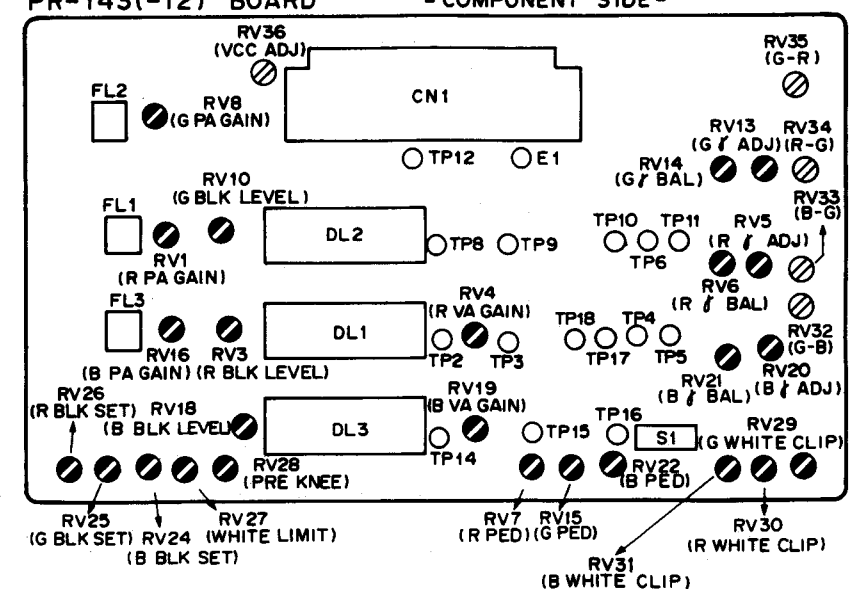 PR-143(-12) BOARD -COMPONENT SIDE-
RV36
(VCC ADJ)
RV35
(G-R)
FL2
RV8
(G PA GAIN)
CN1
TP12
E1
RV13
(G γ ADJ)
RV34
(R-G)
RV14
(G γ BAL)
RV33
(B-G)
RV10
(G BLK LEVEL)
FL1
RV1
(R PA GAIN)
DL2
TP8
TP9
TP10
TP11
TP6
RV5
(R γ ADJ)
RV6
(R γ BAL)
FL3
RV16
(B PA GAIN)
RV3
(R BLK LEVEL)
DL1
RV4
(R VA GAIN)
TP2
TP3
TP18
TP4
TP17
TP5
RV32
(G-B)
RV21
(B γ BAL)
RV20
(B γ ADJ)
RV26
(R BLK SET)
RV18
(B BLK LEVEL)
DL3
RV19
(B VA GAIN)
TP14
TP15
TP16
S1
RV29
(G WHITE CLIP)
RV28
(PRE KNEE)
RV22
(B PED)
RV25
(G BLK SET)
RV24
(B BLK SET)
RV27
(WHITE LIMIT)
RV7
(R PED)
RV15
(G PED)
RV31
(B WHITE CLIP)
RV30
(R WHITE CLIP)